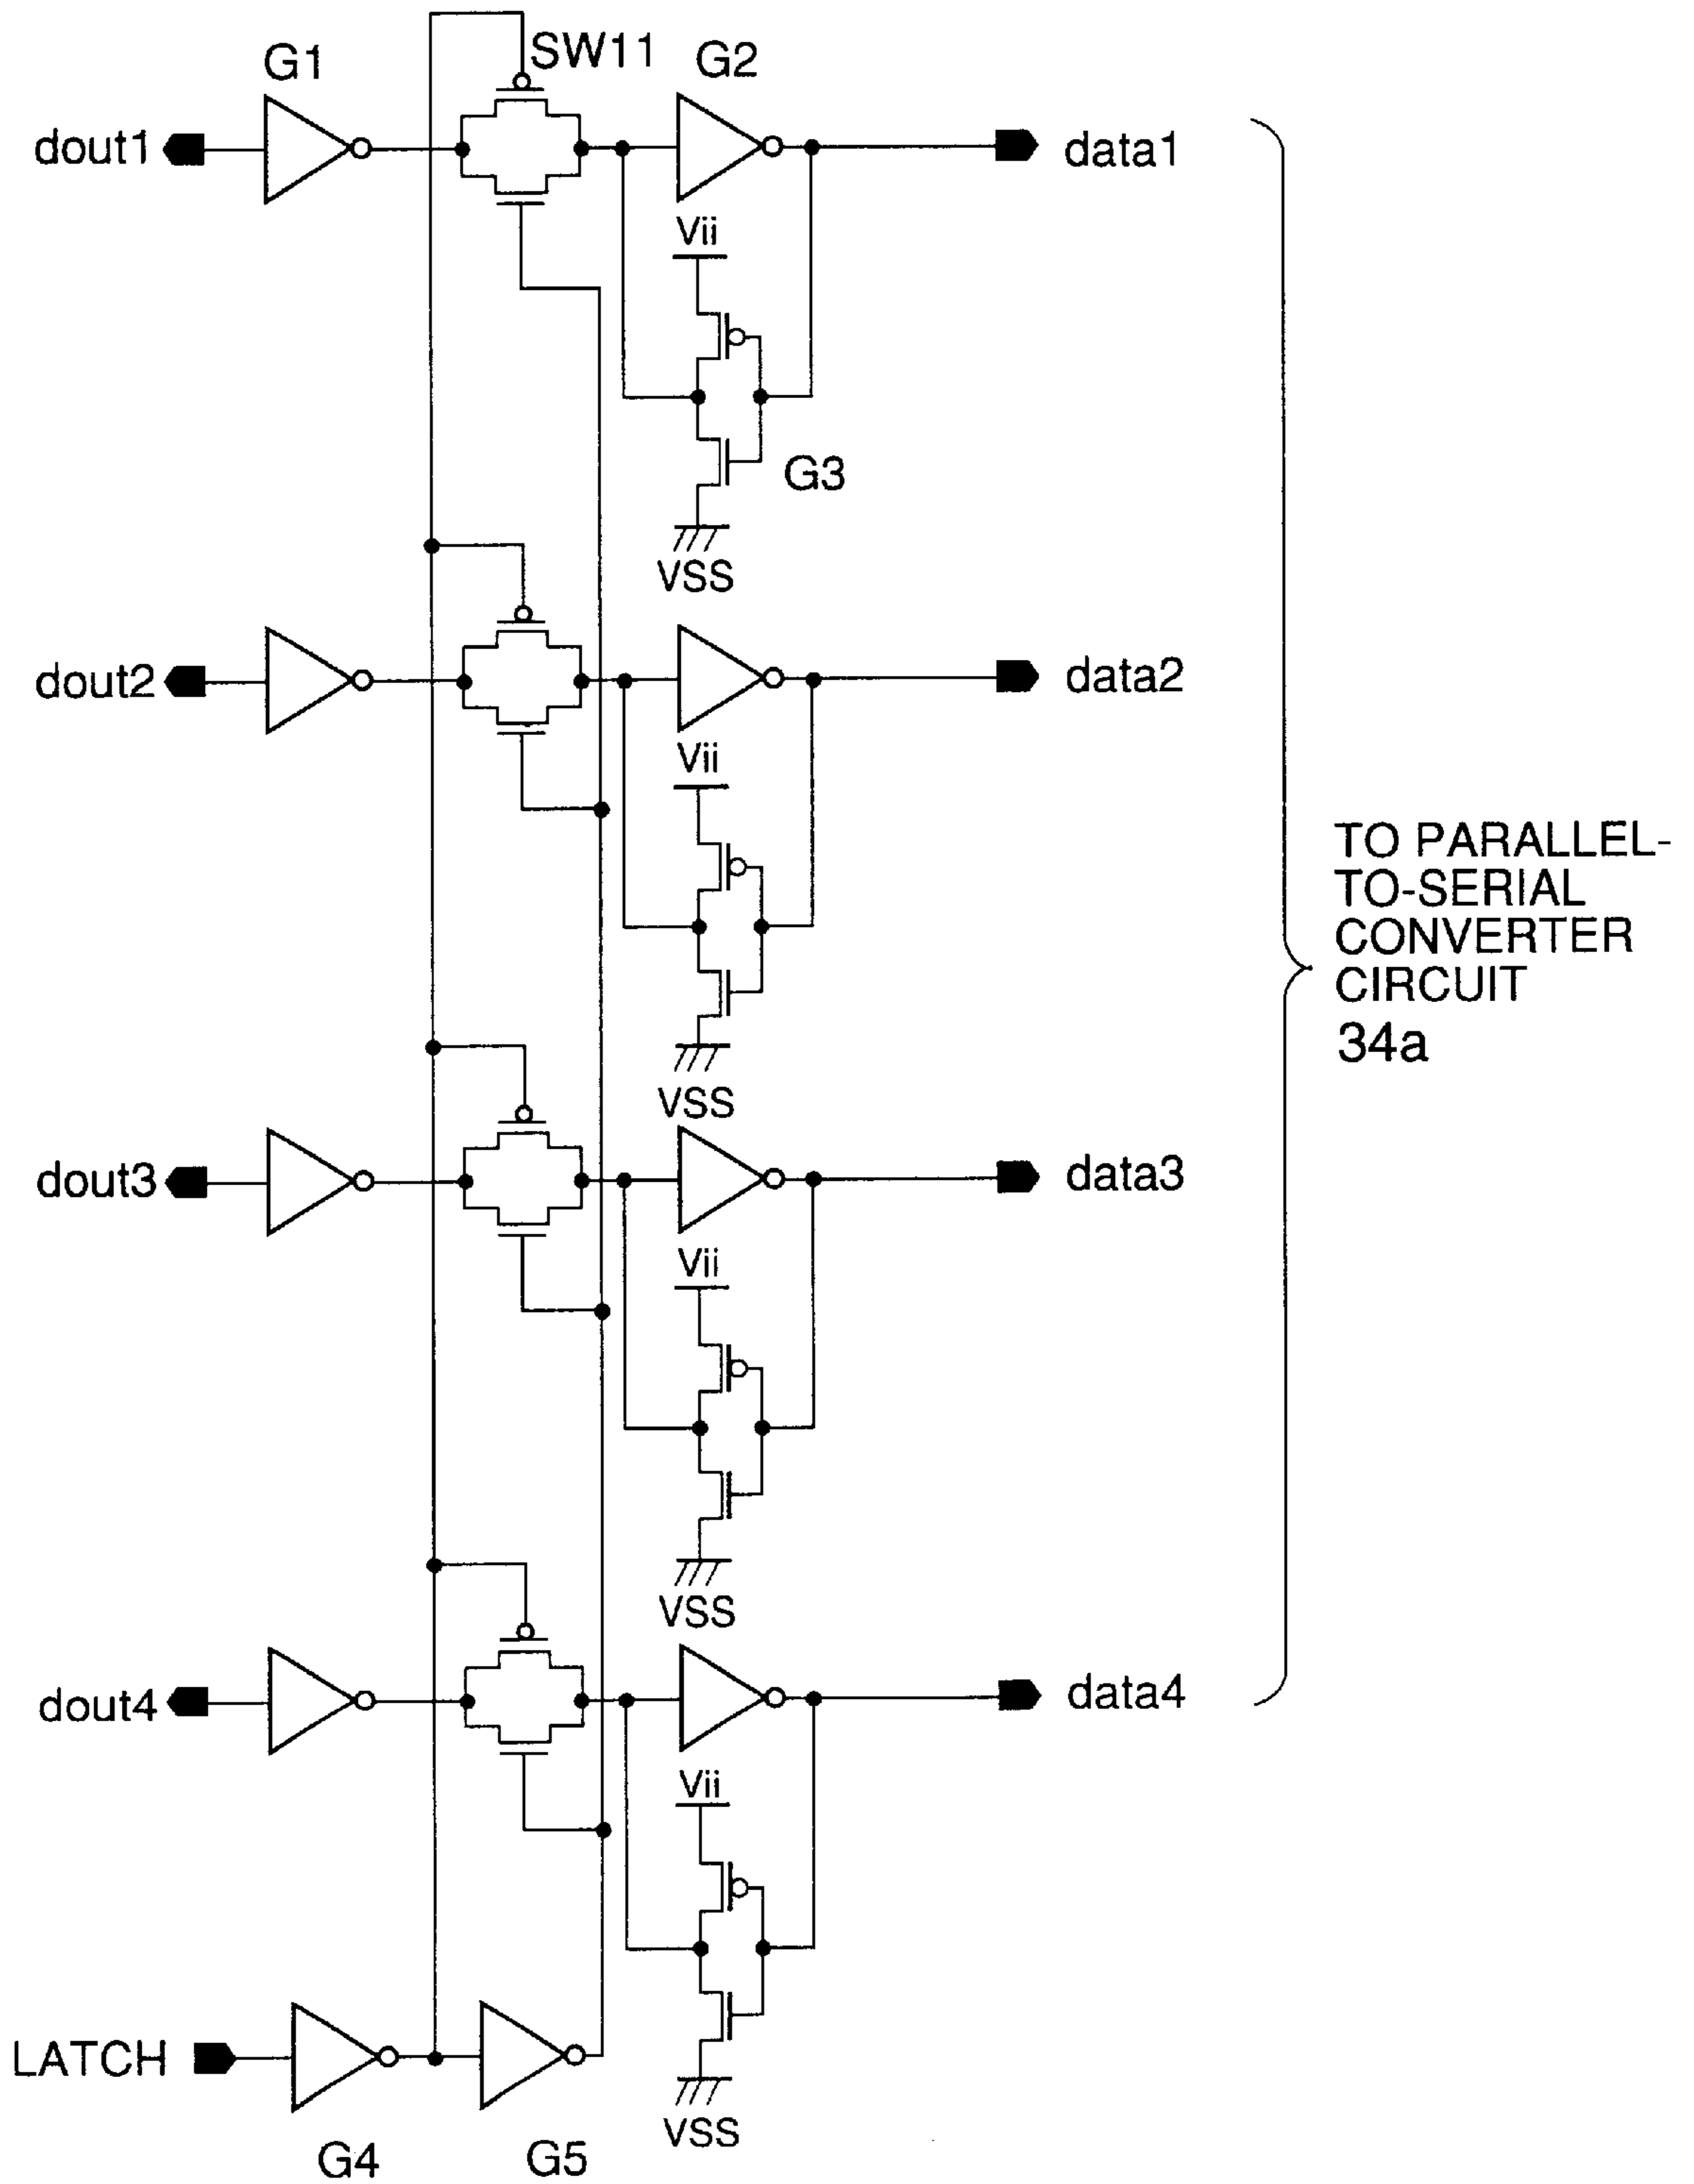 G1
SW11
G2
dout1
data1
Vii
G3
VSS
dout2
data2
Vii
VSS
TO PARALLEL-
TO-SERIAL
CONVERTER
CIRCUIT
34a
dout3
data3
Vii
VSS
dout4
data4
Vii
LATCH
VSS
G4
G5